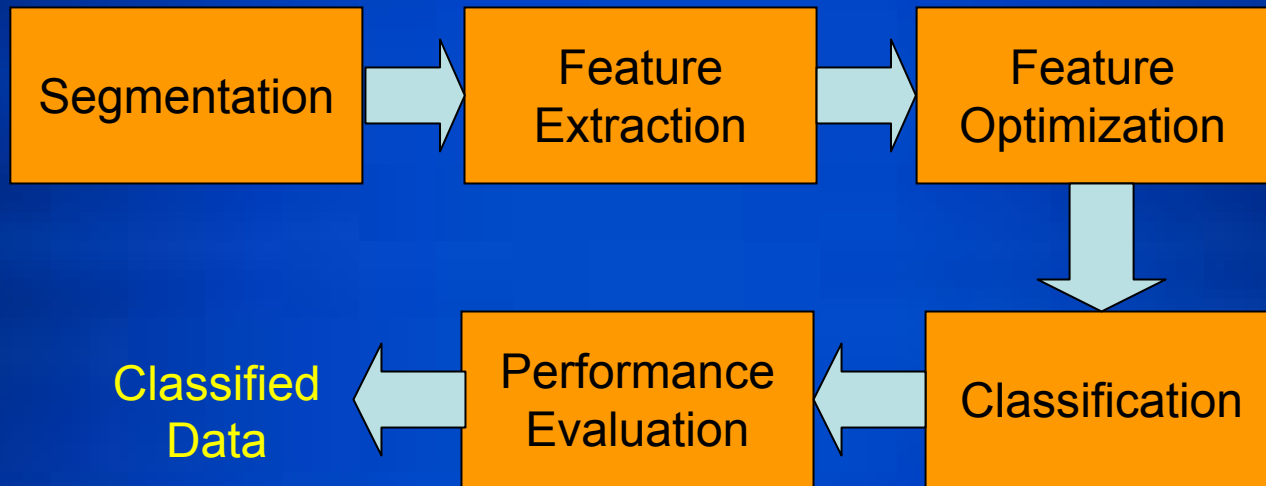 Segmentation
Feature
Extraction
Feature
Optimization
Classification
Performance
Evaluation
Classified
Data